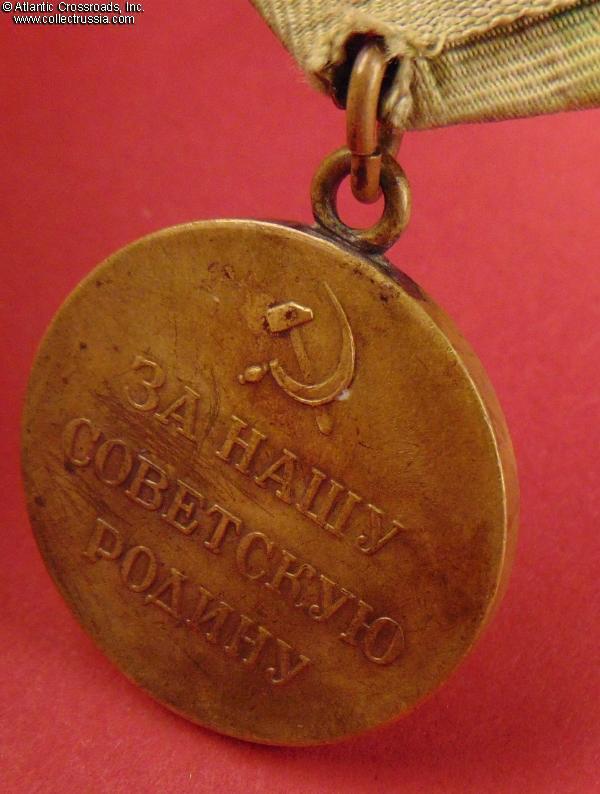 © Atlantic Crossroads, Inc.
www.collectrussia.com
ЗА НАШУ
СОВЕТСКУЮ
РОДИНУ